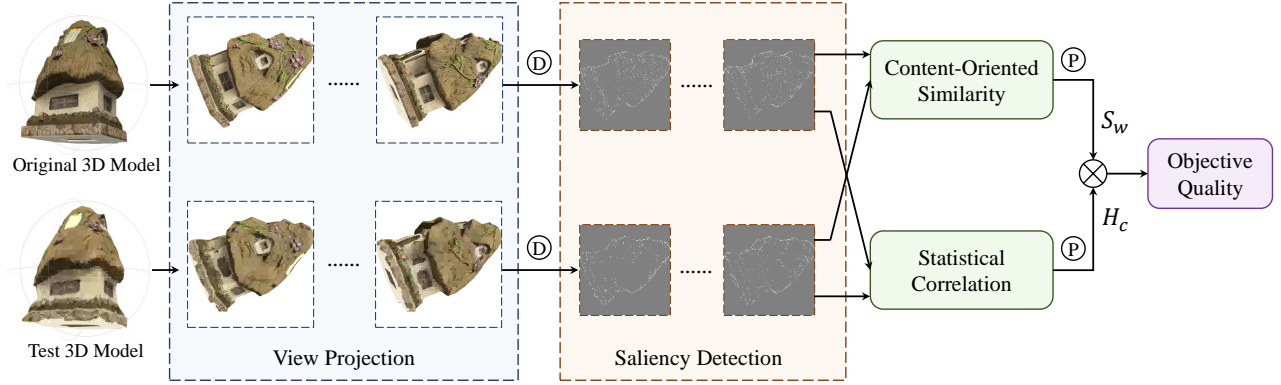 Original 3D Model
Test 3D Model
......
......
View Projection
D
D
......
......
Saliency Detection
Content-Oriented
Similarity
Statistical
Correlation
P
P
S_w
H_c
Objective
Quality